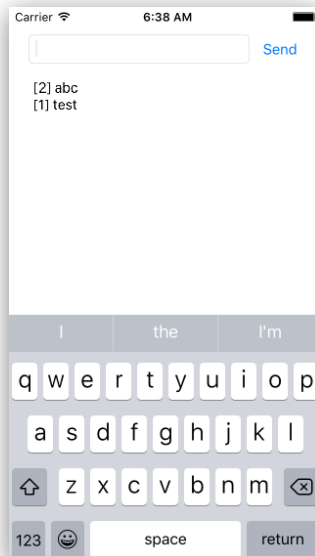 Carrier 6:38 AM
Send
[2] abc
[1] test
I the I'm
q w e r t y u i o p
a s d f g h j k l
z x c v b n m
123 space return